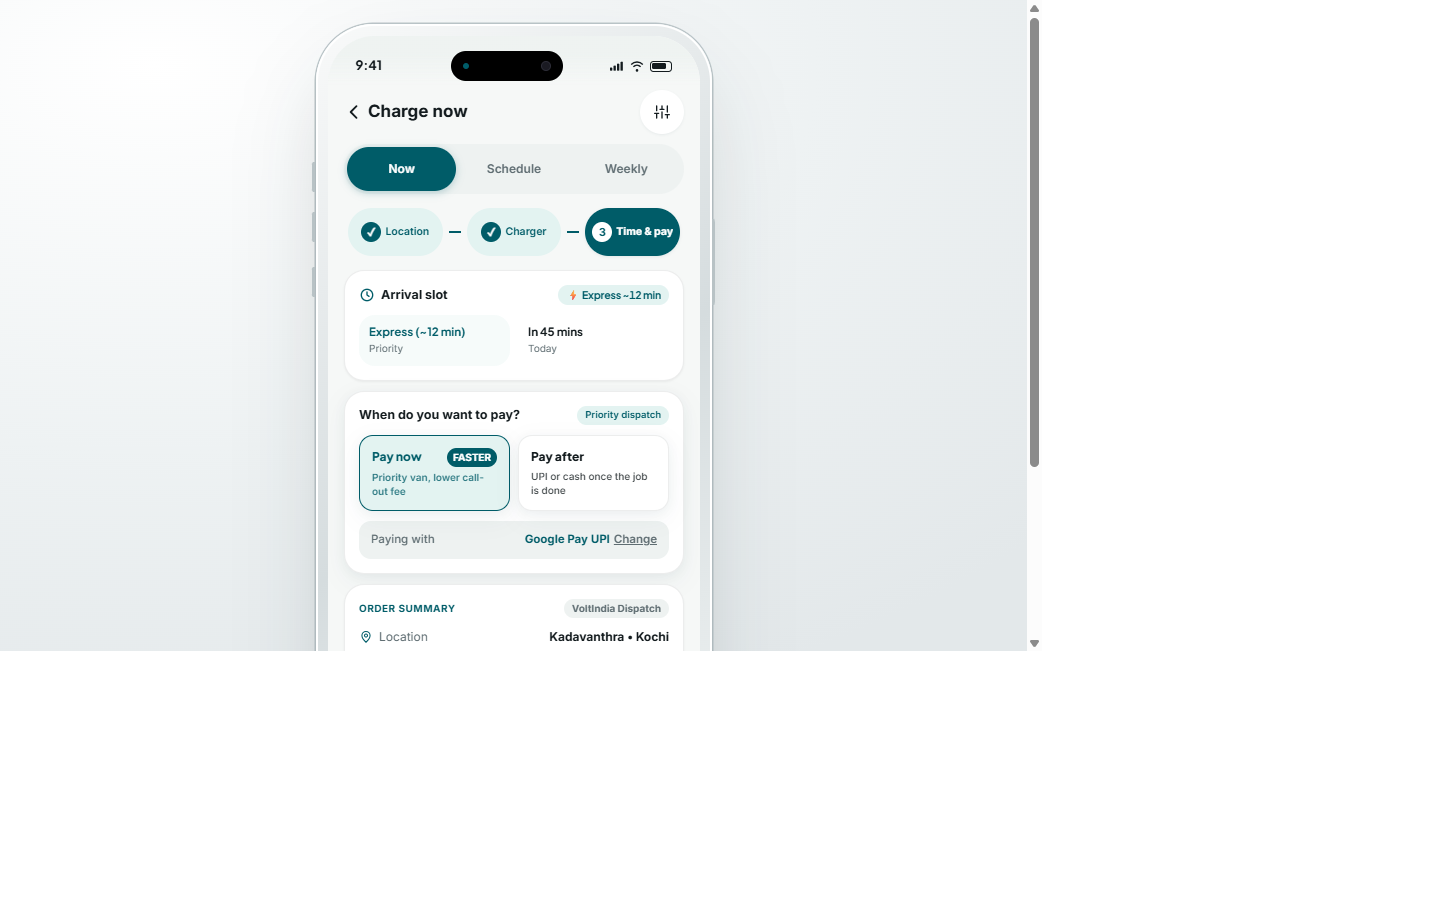 9:41
Charge now
Now Schedule Weekly
Location Charger 3 Time & pay
Arrival slot Express ~12 min
Express (~12 min) In 45 mins
Priority Today
When do you want to pay? Priority dispatch
Pay now FASTER Pay after
Priority van, lower call- UPI or cash once the job
out fee is done
Paying with Google Pay UPI Change
ORDER SUMMARY VoltIndia Dispatch
Location Kadavanthra • Kochi